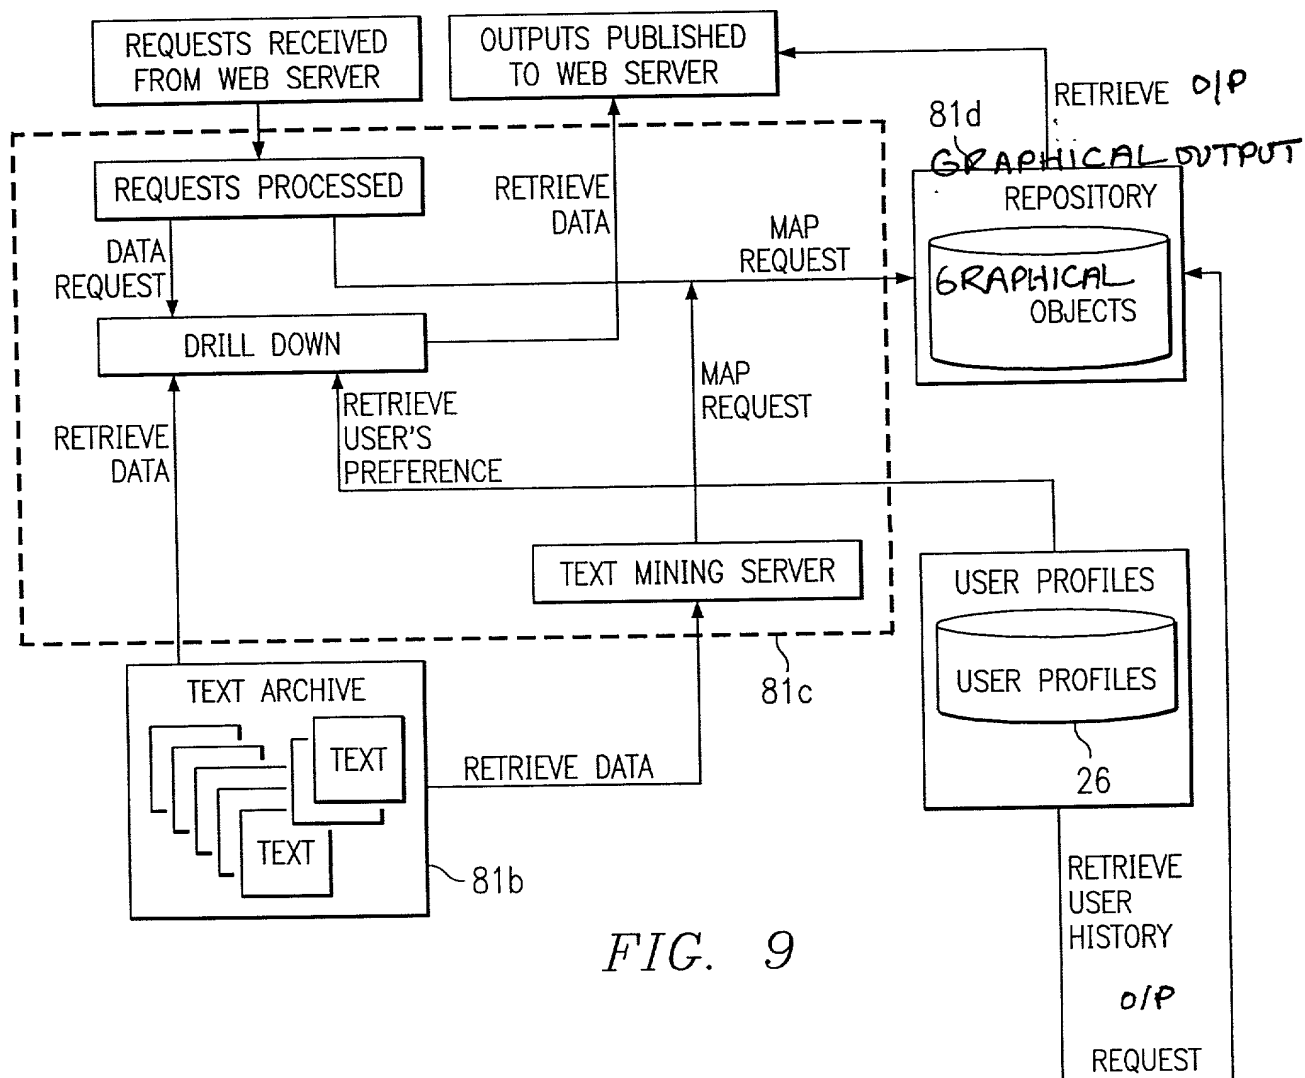 REQUESTS RECEIVED
FROM WEB SERVER
OUTPUTS PUBLISHED
TO WEB SERVER
RETRIEVE O/P
81d
GRAPHICAL OUTPUT
REPOSITORY
GRAPHICAL
OBJECTS
REQUESTS PROCESSED
RETRIEVE
DATA
DATA
REQUEST
MAP
REQUEST
DRILL DOWN
MAP
REQUEST
RETRIEVE
USER'S
PREFERENCE
RETRIEVE
DATA
TEXT MINING SERVER
USER PROFILES
USER PROFILES
26
81c
TEXT ARCHIVE
TEXT
TEXT
RETRIEVE DATA
81b
RETRIEVE
USER
HISTORY
O/P
REQUEST
FIG. 9